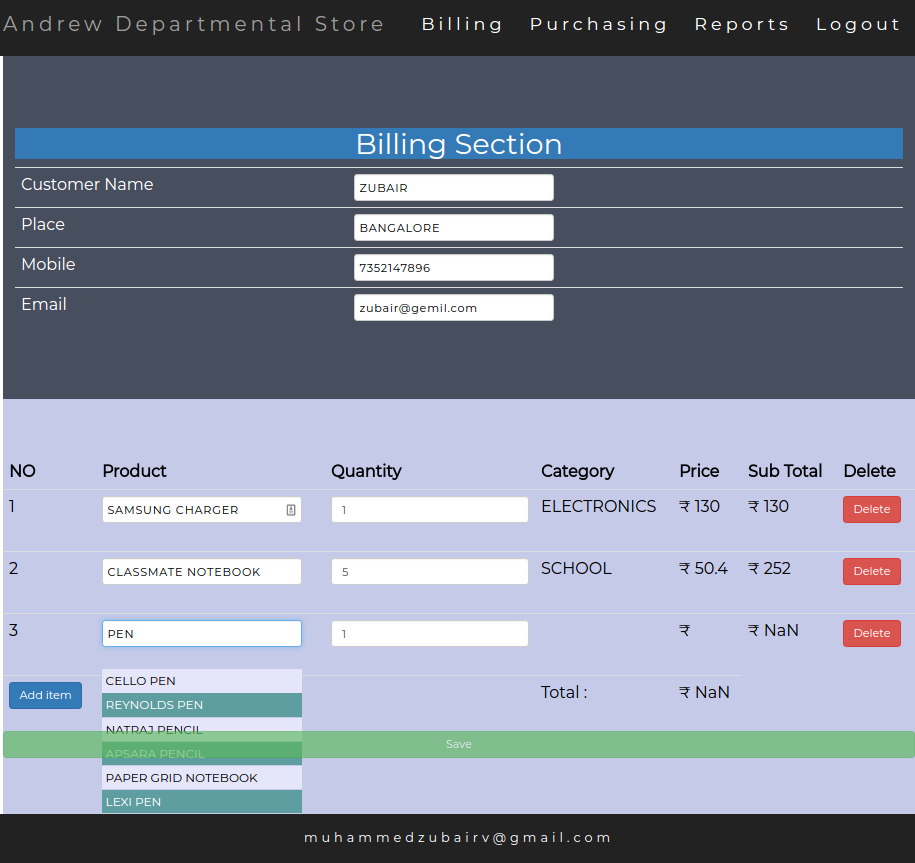 Andrew Departmental Store Billing Purchasing Reports Logout
Billing Section
Customer Name ZUBAIR
Place BANGALORE
Mobile 7352147896
Email zubair@gemil.com
NO Product Quantity Category Price Sub Total Delete
1 SAMSUNG CHARGER 1 ELECTRONICS ₹ 130 ₹ 130 Delete
2 CLASSMATE NOTEBOOK 5 SCHOOL ₹ 50.4 ₹ 252 Delete
3 PEN 1 ₹ ₹ NaN Delete
Add item Total : ₹ NaN
CELLO PEN
REYNOLDS PEN
NATRAJ PENCIL
Save
APSARA PENCIL
PAPER GRID NOTEBOOK
LEXI PEN
muhammedzubairv@gmail.com